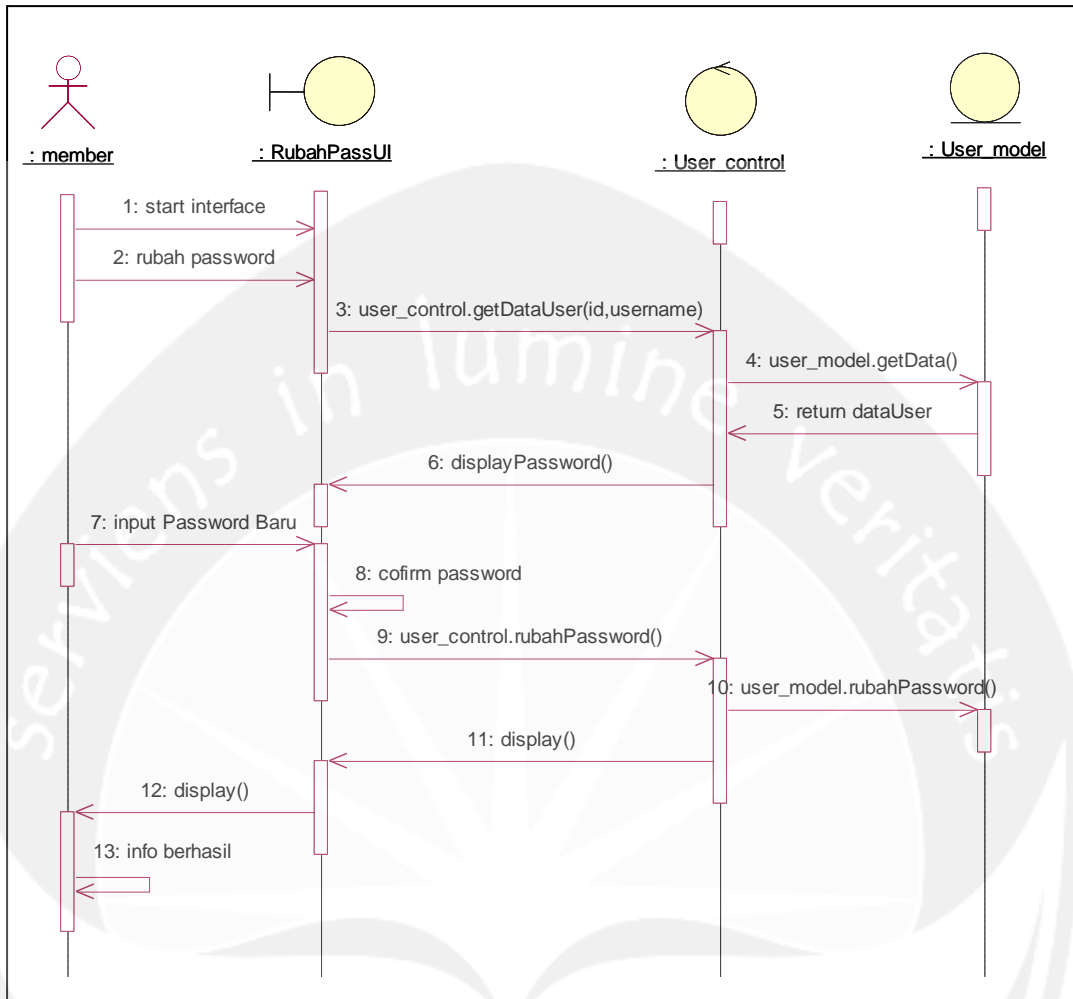 : member
: RubahPassUI
: User_control
: User_model
1: start interface
2: rubah password
3: user_control.getDataUser(id,username)
4: user_model.getData()
5: return dataUser
6: displayPassword()
7: input Password Baru
8: cofirm password
9: user_control.rubahPassword()
10: user_model.rubahPassword()
11: display()
12: display()
13: info berhasil
serviens in lumine veritatis